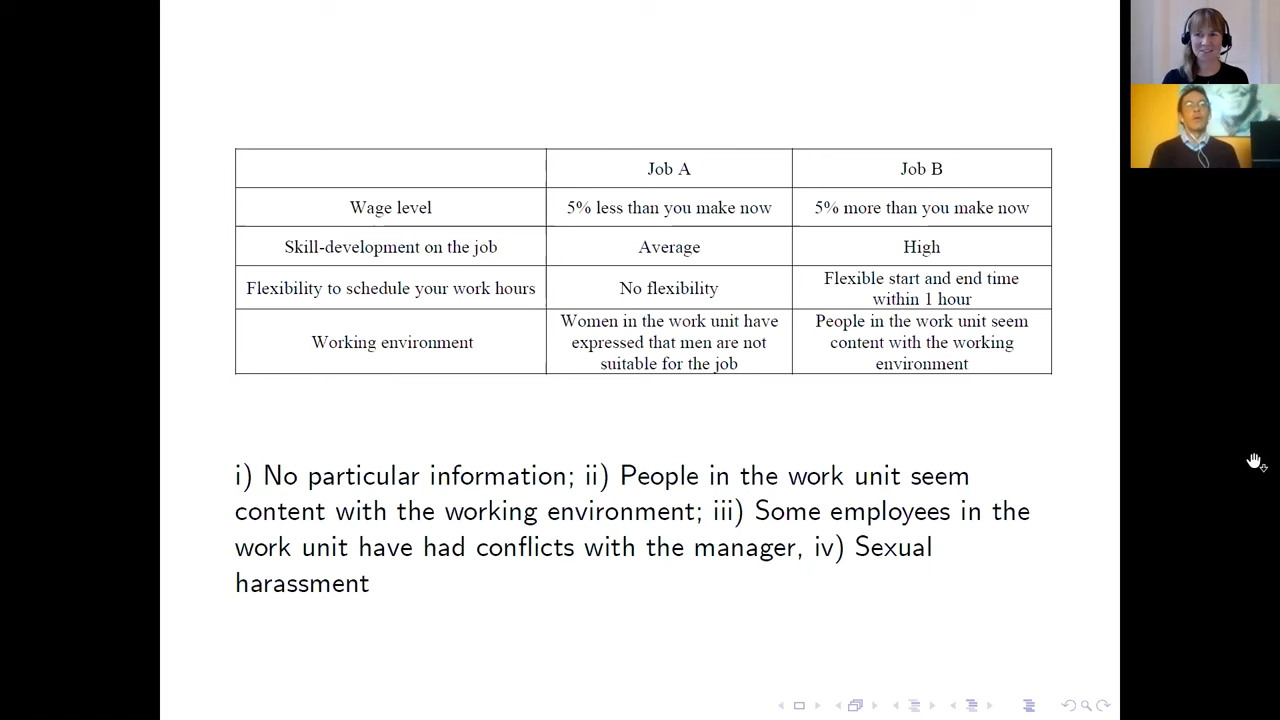 Job A Job B
Wage level 5% less than you make now 5% more than you make now
Skill-development on the job Average High
Flexibility to schedule your work hours No flexibility Flexible start and end time
within 1 hour
Working environment Women in the work unit have
expressed that men are not
suitable for the job People in the work unit seem
content with the working
environment
i) No particular information; ii) People in the work unit seem
content with the working environment; iii) Some employees in the
work unit have had conflicts with the manager, iv) Sexual
harassment